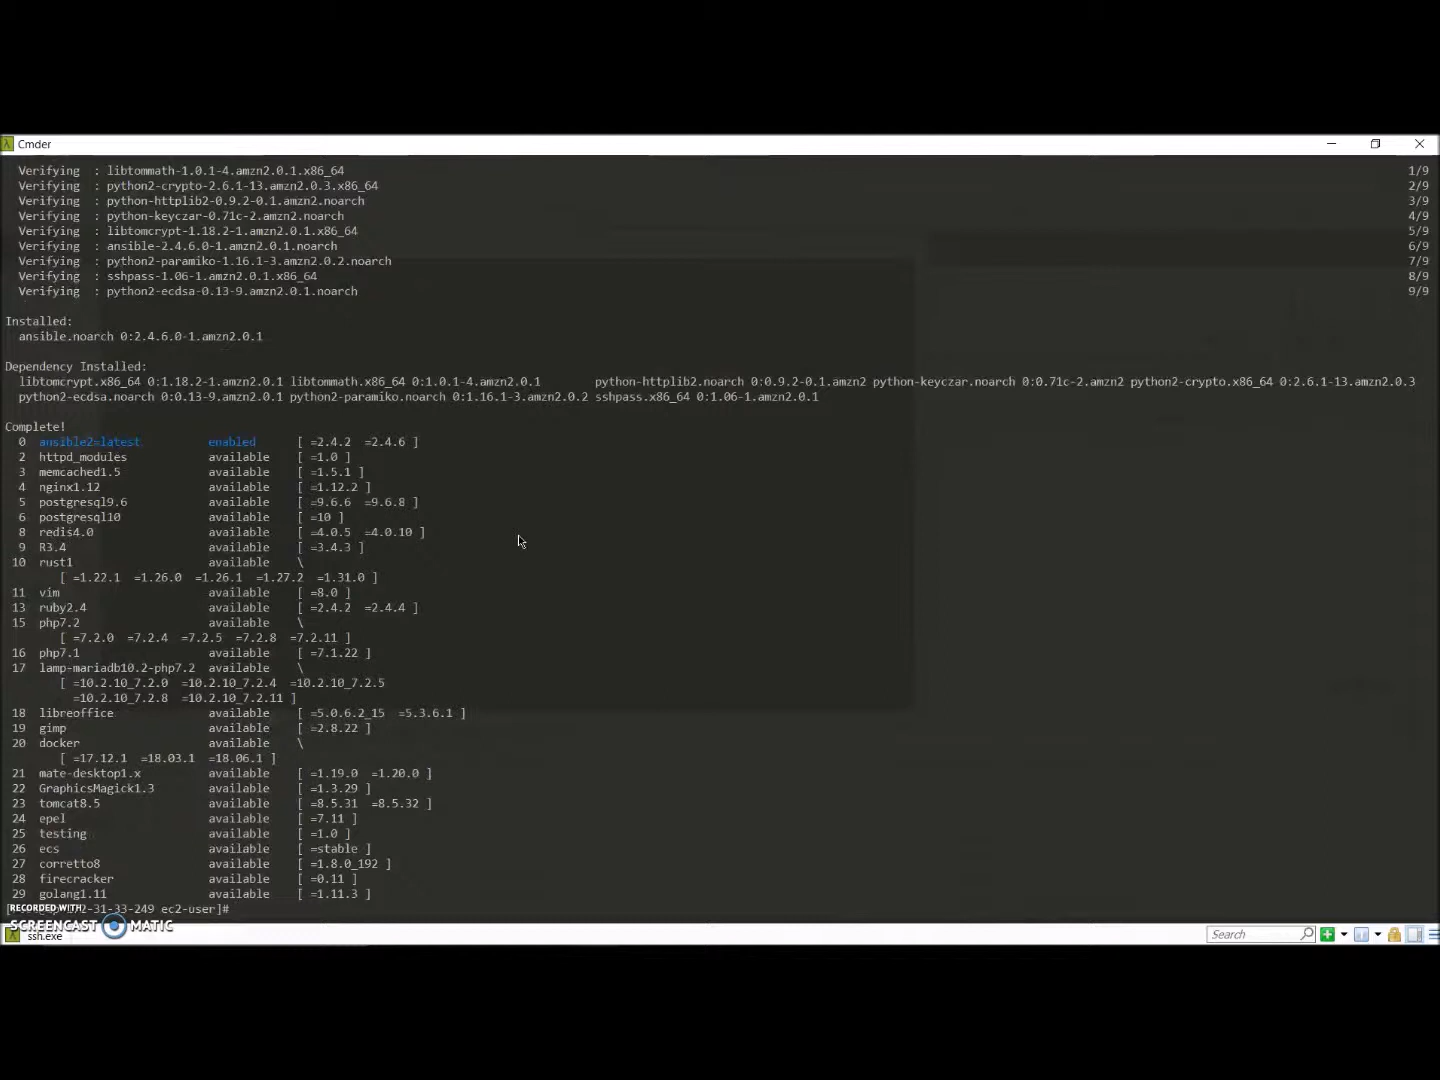 Cmder
Verifying : libtommath-1.0.1-4.amzn2.0.1.x86_64 1/9
Verifying : python2-crypto-2.6.1-13.amzn2.0.3.x86_64 2/9
Verifying : python-httplib2-0.9.2-0.1.amzn2.noarch 3/9
Verifying : python-keyczar-0.71c-2.amzn2.noarch 4/9
Verifying : libtomcrypt-1.18.2-1.amzn2.0.1.x86_64 5/9
Verifying : ansible-2.4.6.0-1.amzn2.0.1.noarch 6/9
Verifying : python2-paramiko-1.16.1-3.amzn2.0.2.noarch 7/9
Verifying : sshpass-1.06-1.amzn2.0.1.x86_64 8/9
Verifying : python2-ecdsa-0.13-9.amzn2.0.1.noarch 9/9
Installed:
ansible.noarch 0:2.4.6.0-1.amzn2.0.1
Dependency Installed:
libtomcrypt.x86_64 0:1.18.2-1.amzn2.0.1 libtommath.x86_64 0:1.0.1-4.amzn2.0.1 python-httplib2.noarch 0:0.9.2-0.1.amzn2 python-keyczar.noarch 0:0.71c-2.amzn2 python2-crypto.x86_64 0:2.6.1-13.amzn2.0.3
python2-ecdsa.noarch 0:0.13-9.amzn2.0.1 python2-paramiko.noarch 0:1.16.1-3.amzn2.0.2 sshpass.x86_64 0:1.06-1.amzn2.0.1
Complete!
0 ansible2=latest enabled [ =2.4.2 =2.4.6 ]
2 httpd_modules available [ =1.0 ]
3 memcached1.5 available [ =1.5.1 ]
4 nginx1.12 available [ =1.12.2 ]
5 postgresql9.6 available [ =9.6.6 =9.6.8 ]
6 postgresql10 available [ =10 ]
8 redis4.0 available [ =4.0.5 =4.0.10 ]
9 R3.4 available [ =3.4.3 ]
10 rust1 available \
[ =1.22.1 =1.26.0 =1.26.1 =1.27.2 =1.31.0 ]
11 vim available [ =8.0 ]
13 ruby2.4 available [ =2.4.2 =2.4.4 ]
15 php7.2 available \
[ =7.2.0 =7.2.4 =7.2.5 =7.2.8 =7.2.11 ]
16 php7.1 available [ =7.1.22 ]
17 lamp-mariadb10.2-php7.2 available \
[ =10.2.10_7.2.0 =10.2.10_7.2.4 =10.2.10_7.2.5
=10.2.10_7.2.8 =10.2.10_7.2.11 ]
18 libreoffice available [ =5.0.6.2_15 =5.3.6.1 ]
19 gimp available [ =2.8.22 ]
20 docker available \
[ =17.12.1 =18.03.1 =18.06.1 ]
21 mate-desktop1.x available [ =1.19.0 =1.20.0 ]
22 GraphicsMagick1.3 available [ =1.3.29 ]
23 tomcat8.5 available [ =8.5.31 =8.5.32 ]
24 epel available [ =7.11 ]
25 testing available [ =1.0 ]
26 ecs available [ =stable ]
27 corretto8 available [ =1.8.0_192 ]
28 firecracker available [ =0.11 ]
29 golang1.11 available [ =1.11.3 ]
2-31-33-249 ec2-user]#
RECORDED WITH
SCREENCAST MATIC
ssh.exe
Search